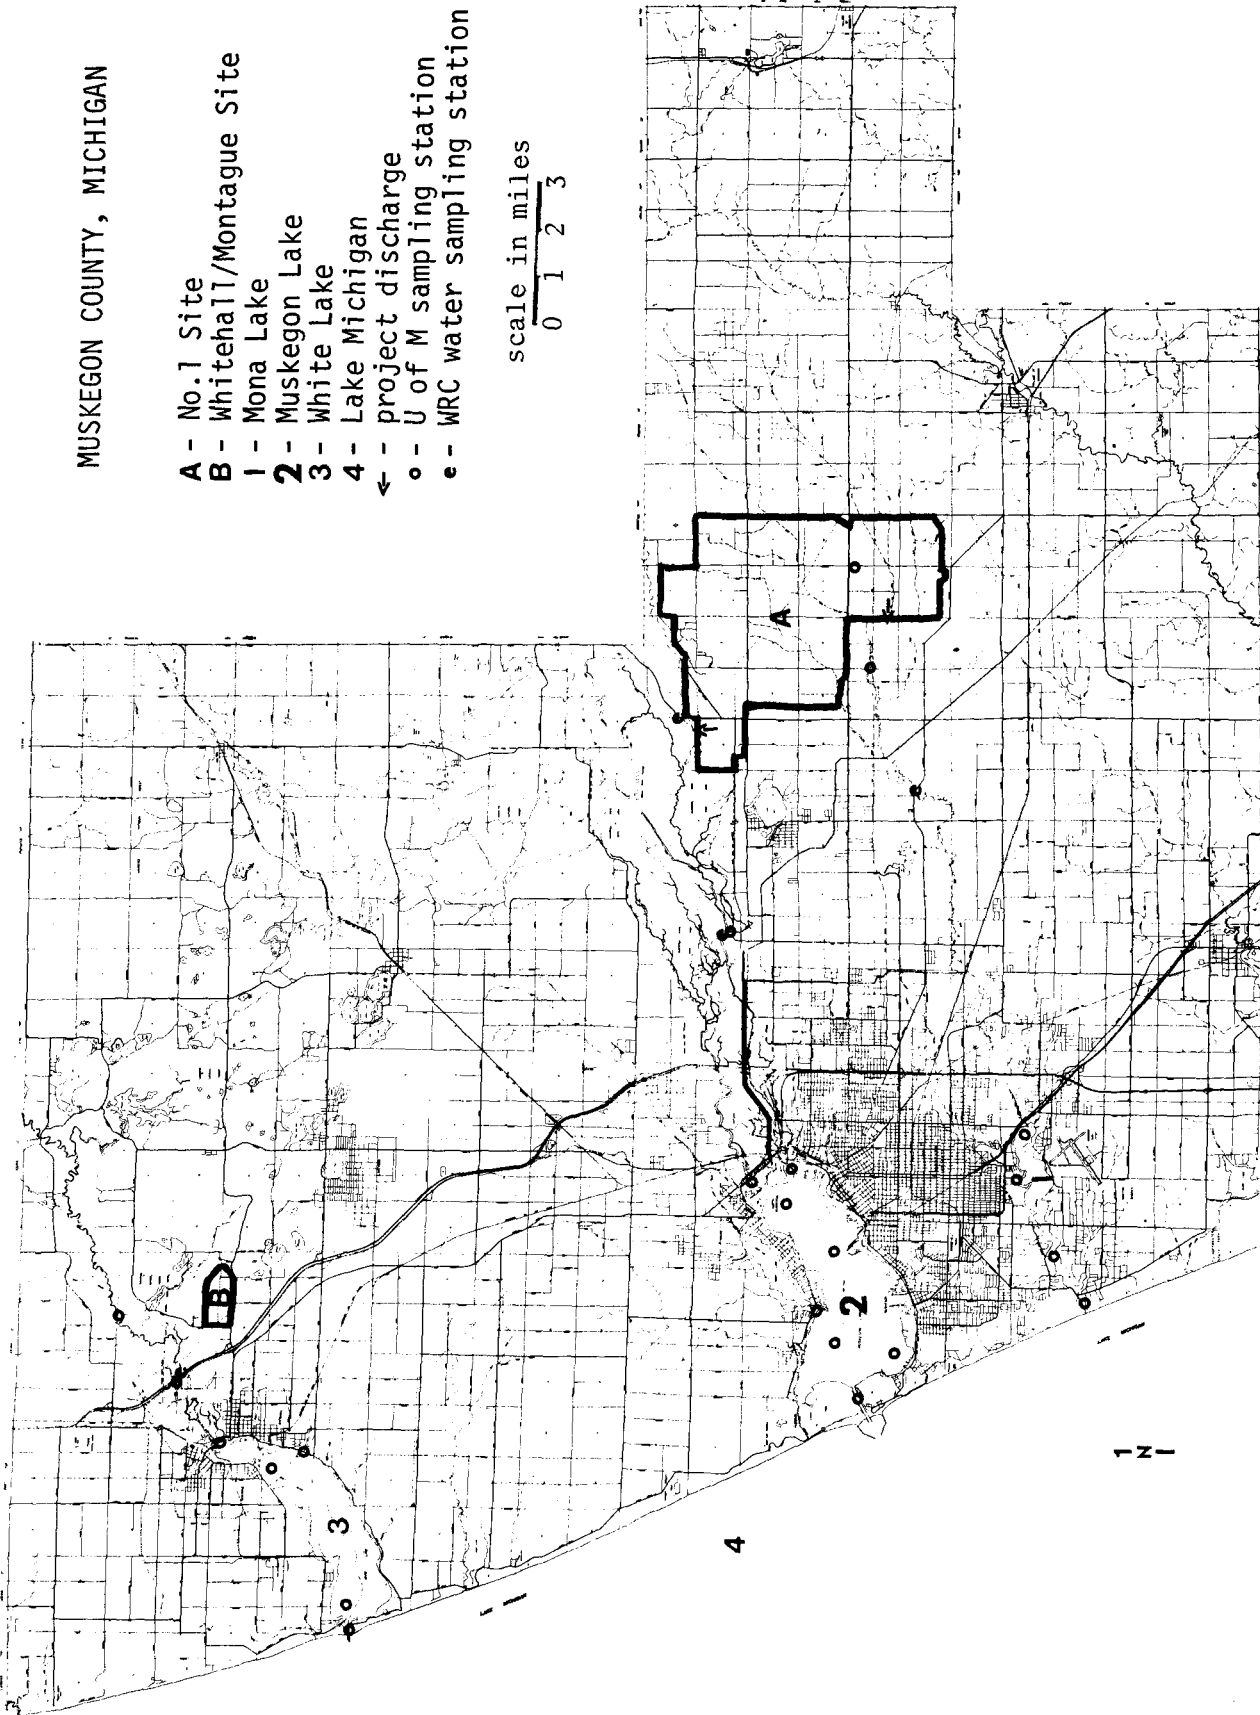 MUSKEGON COUNTY, MICHIGAN
A - No.1 Site
B - Whitehall/Montague Site
1 - Mona Lake
2 - Muskegon Lake
3 - White Lake
4 - Lake Michigan
← - project discharge
o - U of M sampling station
● - WRC water sampling station
scale in miles
0 1 2 3
A
B
1
2
3
4
N